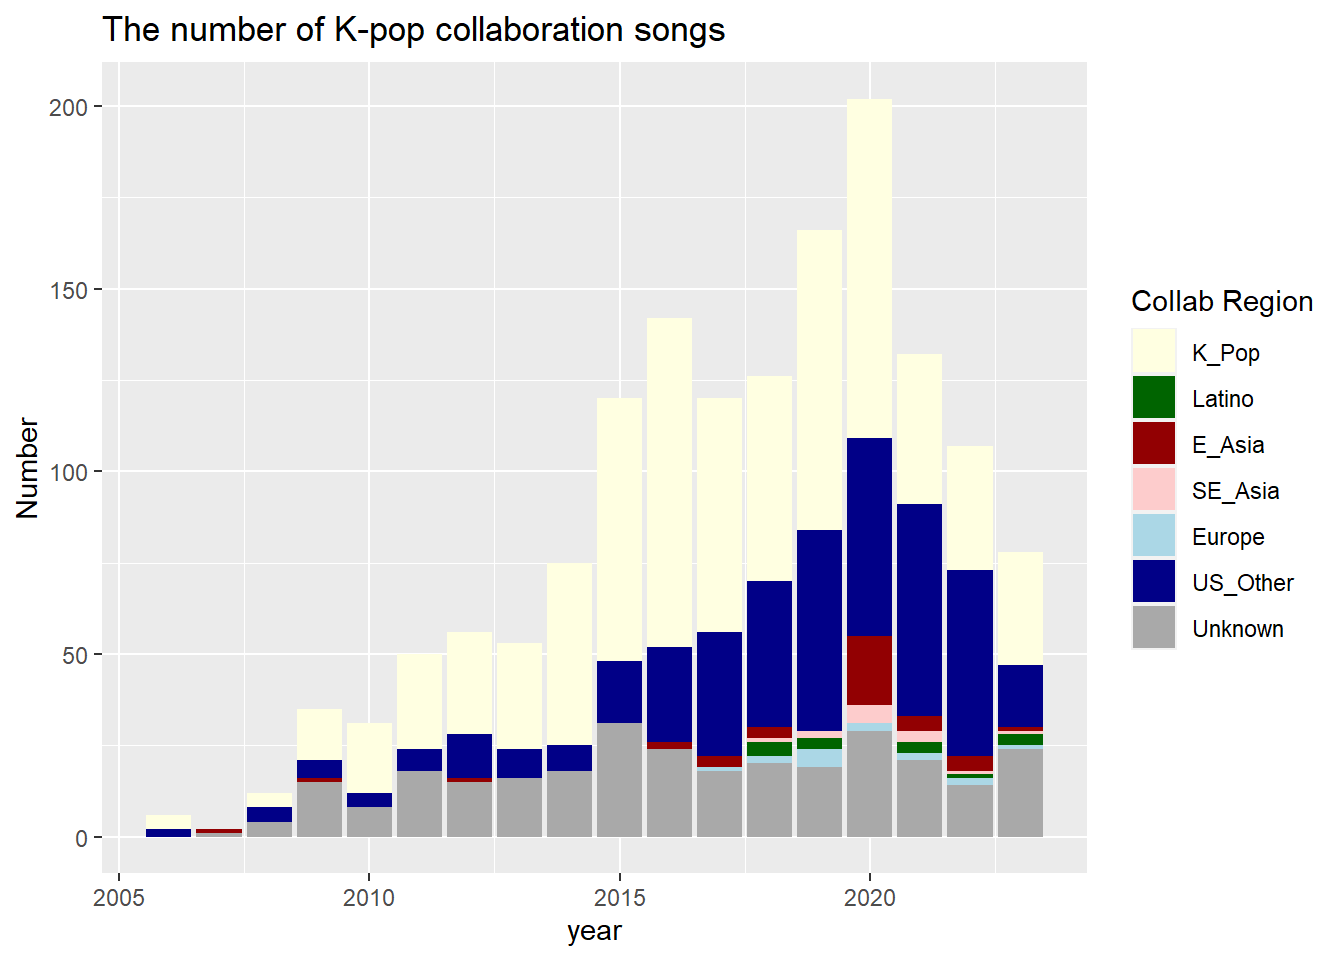 The number of K-pop collaboration songs
Number
200
150
100
50
0
2005 2010 2015 2020
year
Collab Region
K_Pop
Latino
E_Asia
SE_Asia
Europe
US_Other
Unknown